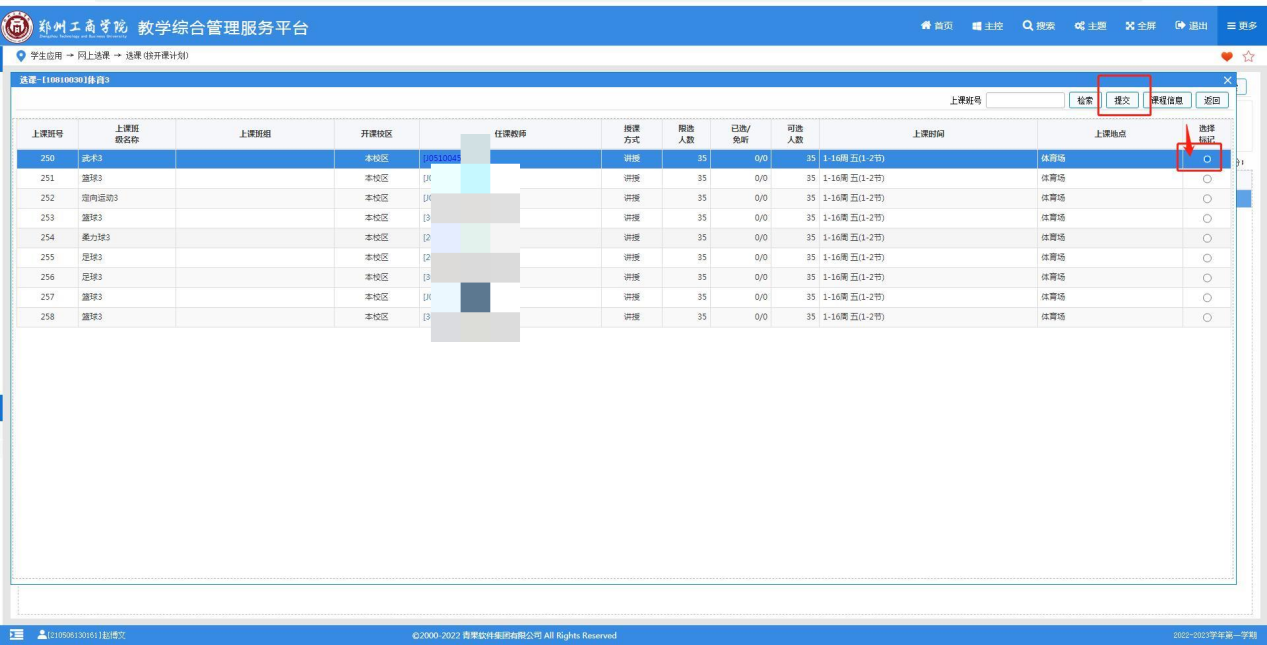 郑州工商学院 教学综合管理服务平台 首页 主控 搜索 主题 全屏 退出 更多
学生应用 → 网上选课 → 选课(按开课计划)
选课-[10810030]体育3
上课班号 检索 提交 课程信息 返回
上课班号 上课班级名称 上课班组 开课校区 任课教师 授课方式 限选人数 已选/免听 可选人数 上课时间 上课地点 选择标记
250 武术3 本校区 [J0510045 讲授 35 0/0 35 1-16周 五(1-2节) 体育场
251 篮球3 本校区 [J0 讲授 35 0/0 35 1-16周 五(1-2节) 体育场
252 定向运动3 本校区 [J0 讲授 35 0/0 35 1-16周 五(1-2节) 体育场
253 篮球3 本校区 [3 讲授 35 0/0 35 1-16周 五(1-2节) 体育场
254 柔力球3 本校区 [2 讲授 35 0/0 35 1-16周 五(1-2节) 体育场
255 足球3 本校区 [2 讲授 35 0/0 35 1-16周 五(1-2节) 体育场
256 足球3 本校区 [3 讲授 35 0/0 35 1-16周 五(1-2节) 体育场
257 篮球3 本校区 [J0 讲授 35 0/0 35 1-16周 五(1-2节) 体育场
258 篮球3 本校区 [3 讲授 35 0/0 35 1-16周 五(1-2节) 体育场
[210506130161]赵博文 ©2000-2022 青果软件集团有限公司 All Rights Reserved 2022-2023学年第一学期